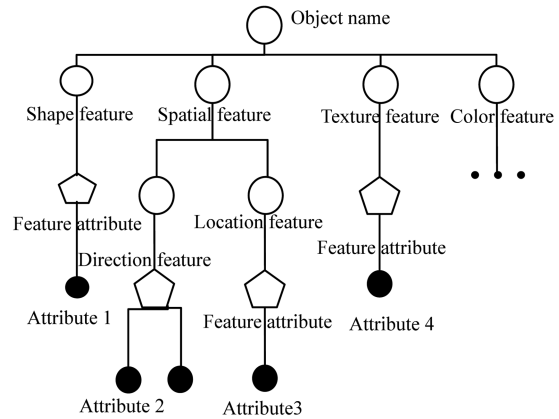 Object name
Shape feature
Spatial feature
Texture feature
Color feature
Feature attribute
Location feature
Feature attribute
Direction feature
Attribute 1
Feature attribute
Attribute 4
Attribute 2
Attribute3